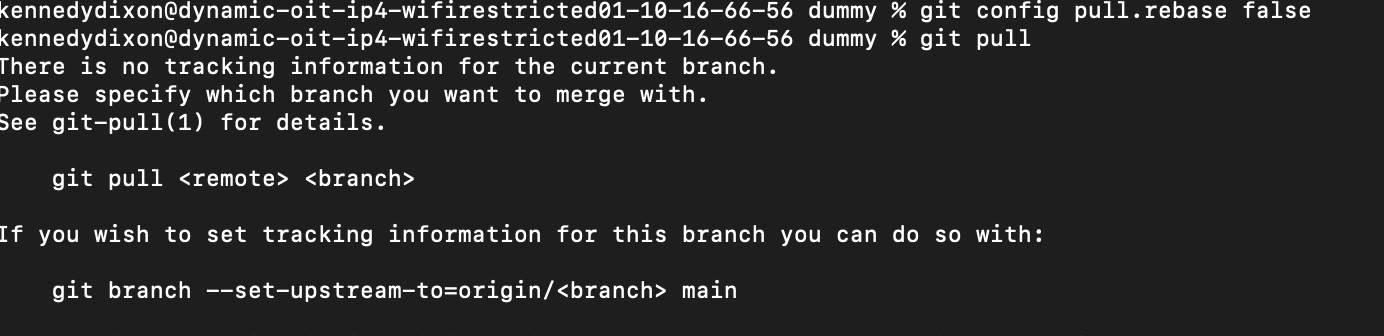 kennedydixon@dynamic-oit-ip4-wifirestricted01-10-16-66-56 dummy % git config pull.rebase false
kennedydixon@dynamic-oit-ip4-wifirestricted01-10-16-66-56 dummy % git pull
There is no tracking information for the current branch.
Please specify which branch you want to merge with.
See git-pull(1) for details.
git pull <remote> <branch>
If you wish to set tracking information for this branch you can do so with:
git branch --set-upstream-to=origin/<branch> main